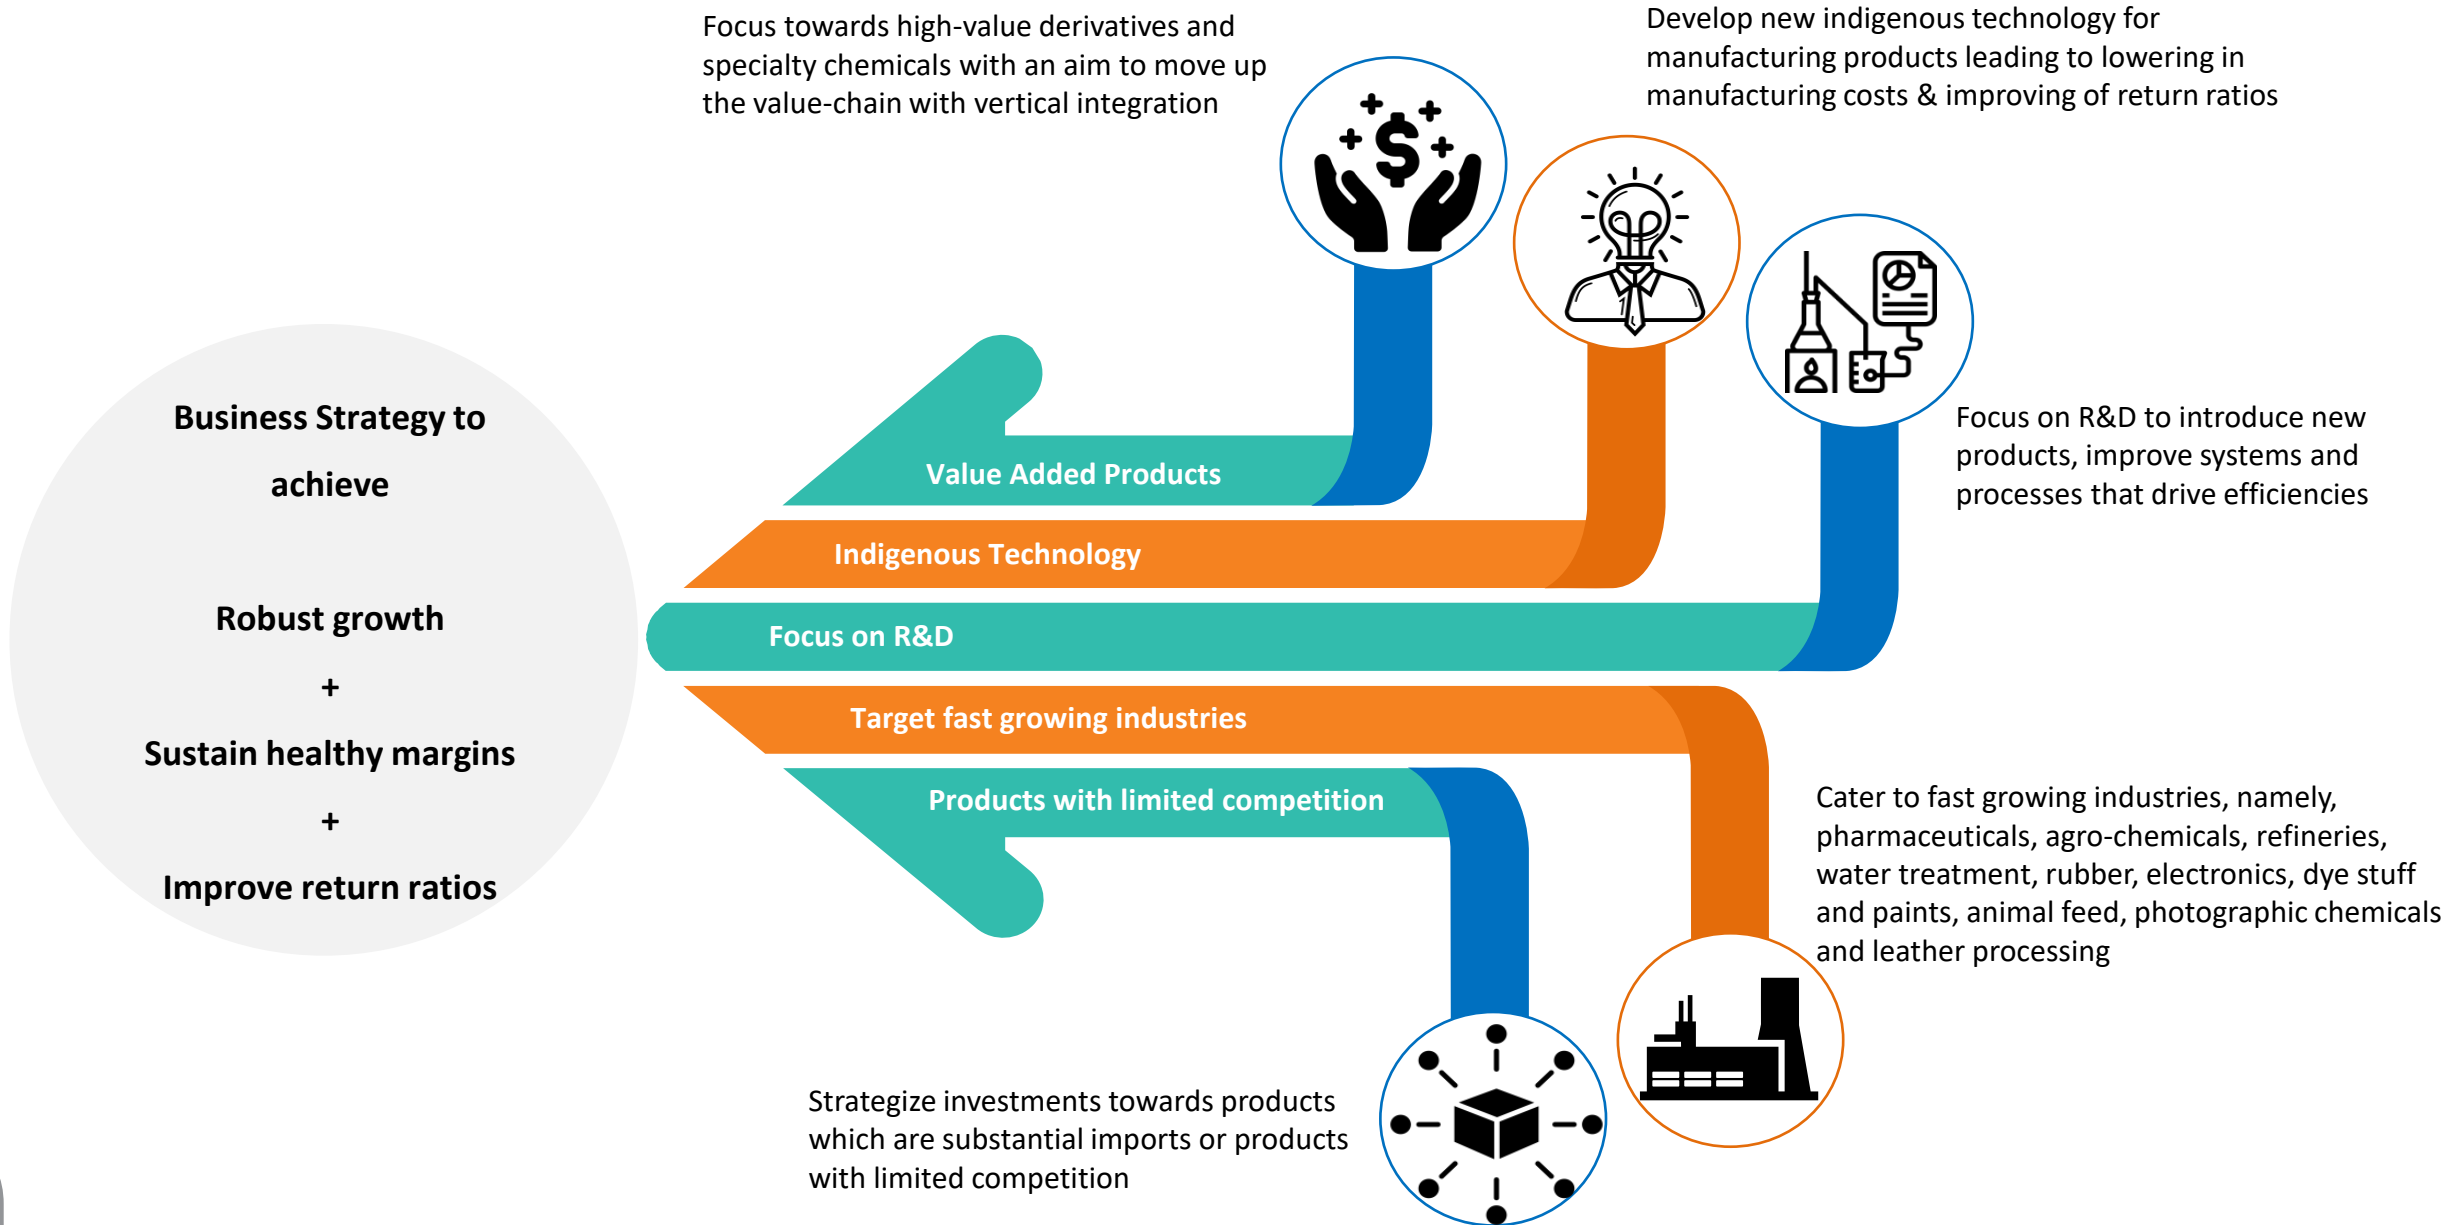 Focus towards high-value derivatives and
specialty chemicals with an aim to move up
the value-chain with vertical integration
Develop new indigenous technology for
manufacturing products leading to lowering in
manufacturing costs & improving of return ratios
$
Focus on R&D to introduce new
products, improve systems and
processes that drive efficiencies
Business Strategy to
achieve
Robust growth
+
Sustain healthy margins
+
Improve return ratios
Value Added Products
Indigenous Technology
Focus on R&D
Target fast growing industries
Products with limited competition
Cater to fast growing industries, namely,
pharmaceuticals, agro-chemicals, refineries,
water treatment, rubber, electronics, dye stuff
and paints, animal feed, photographic chemicals
and leather processing
Strategize investments towards products
which are substantial imports or products
with limited competition